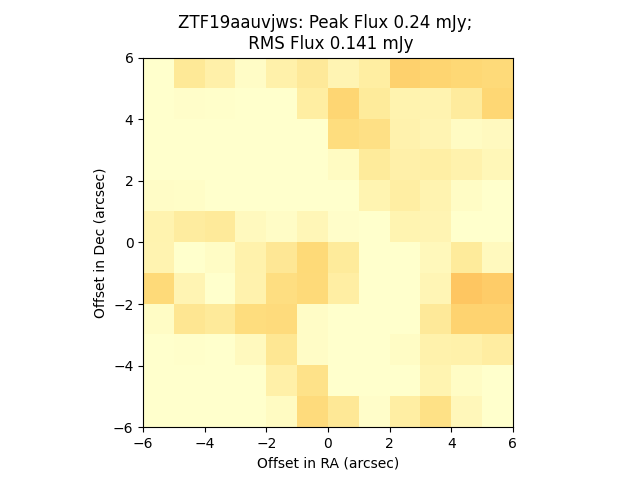 ZTF19aauvjws: Peak Flux 0.24 mJy;
RMS Flux 0.141 mJy
6
4
2
0
−2
−4
−6
Offset in Dec (arcsec)
−6 −4 −2 0 2 4 6
Offset in RA (arcsec)